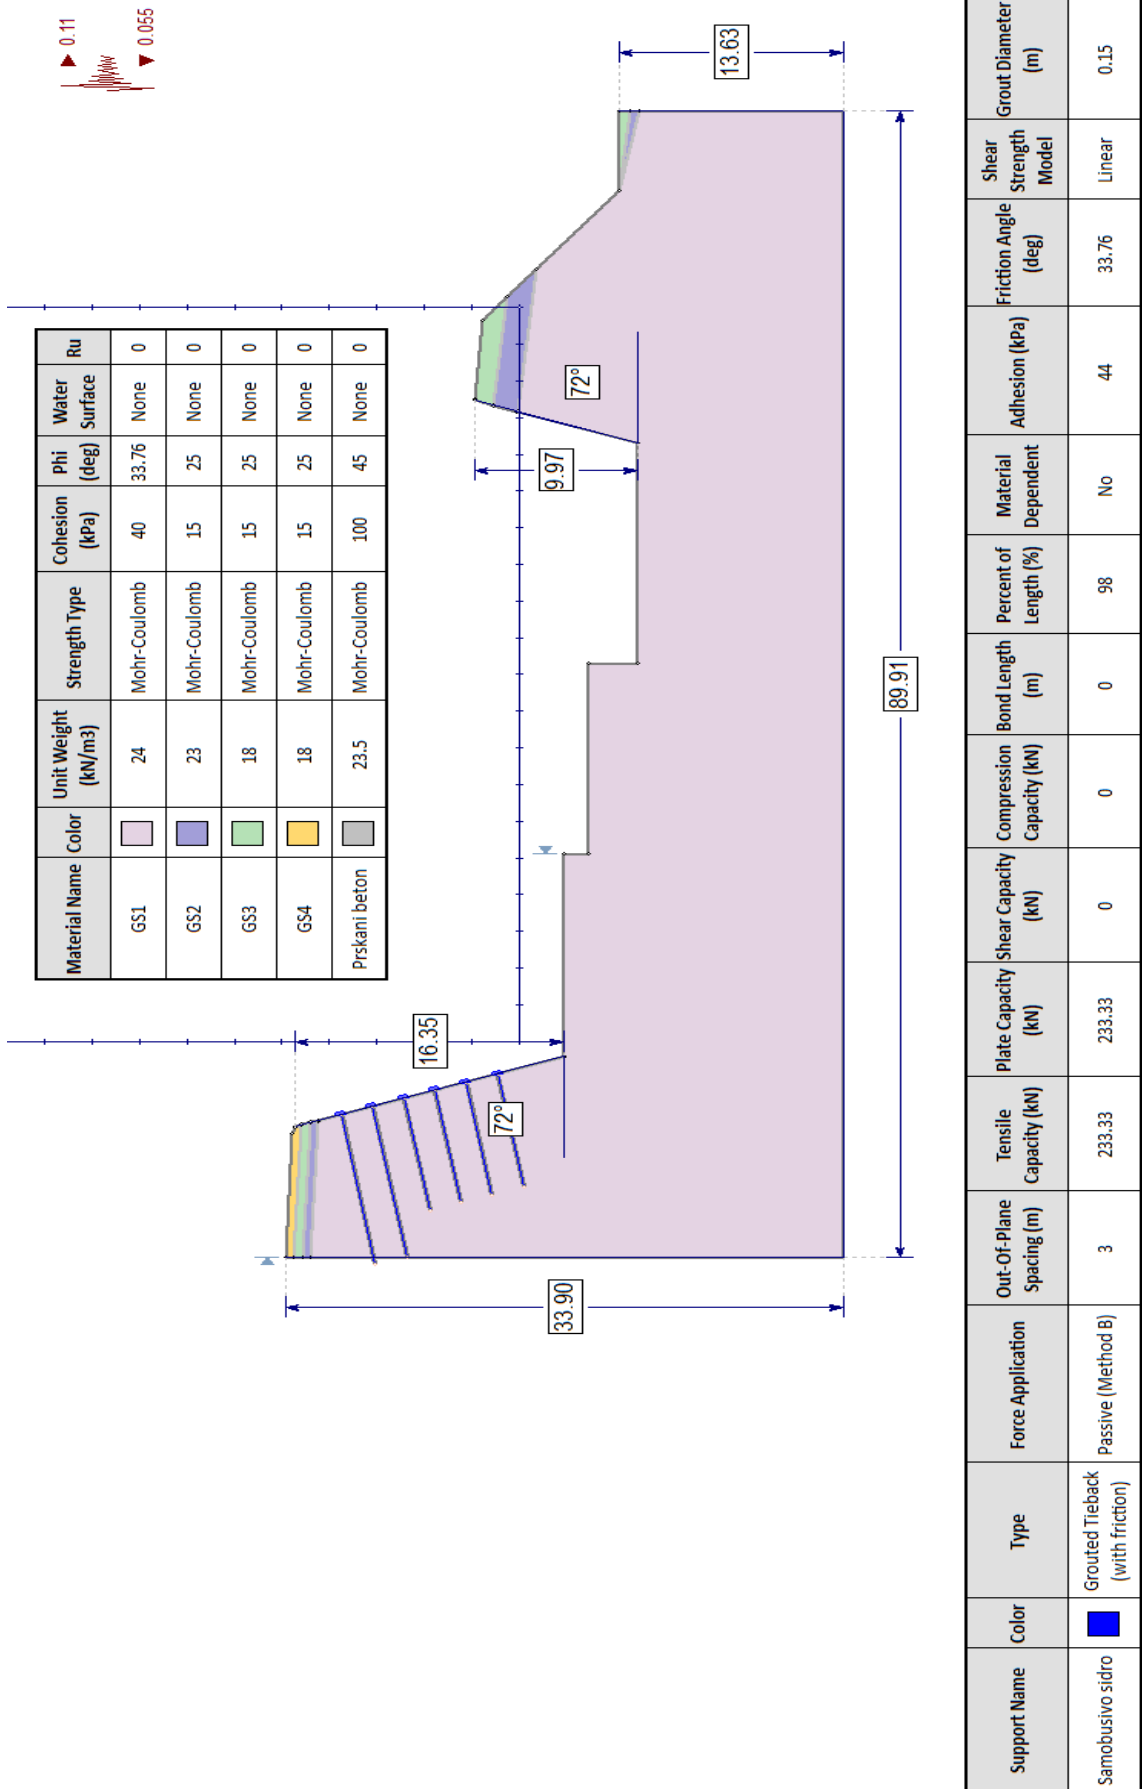 ▶ 0.11
▼ 0.055
Material Name Color Unit Weight (kN/m3) Strength Type Cohesion (kPa) Phi (deg) Water Surface Ru
GS1 24 Mohr-Coulomb 40 33.76 None 0
GS2 23 Mohr-Coulomb 15 25 None 0
GS3 18 Mohr-Coulomb 15 25 None 0
GS4 18 Mohr-Coulomb 15 25 None 0
Prskani beton 23.5 Mohr-Coulomb 100 45 None 0
33.90
16.35
72°
9.97
72°
13.63
89.91
Support Name Color Type Force Application Out-Of-Plane Spacing (m) Tensile Capacity (kN) Plate Capacity (kN) Shear Capacity (kN) Compression Capacity (kN) Bond Length (m) Percent of Length (%) Material Dependent Adhesion (kPa) Friction Angle (deg) Shear Strength Model Grout Diameter (m)
Samobusivo sidro Grouted Tieback (with friction) Passive (Method B) 3 233.33 233.33 0 0 0 98 No 44 33.76 Linear 0.15